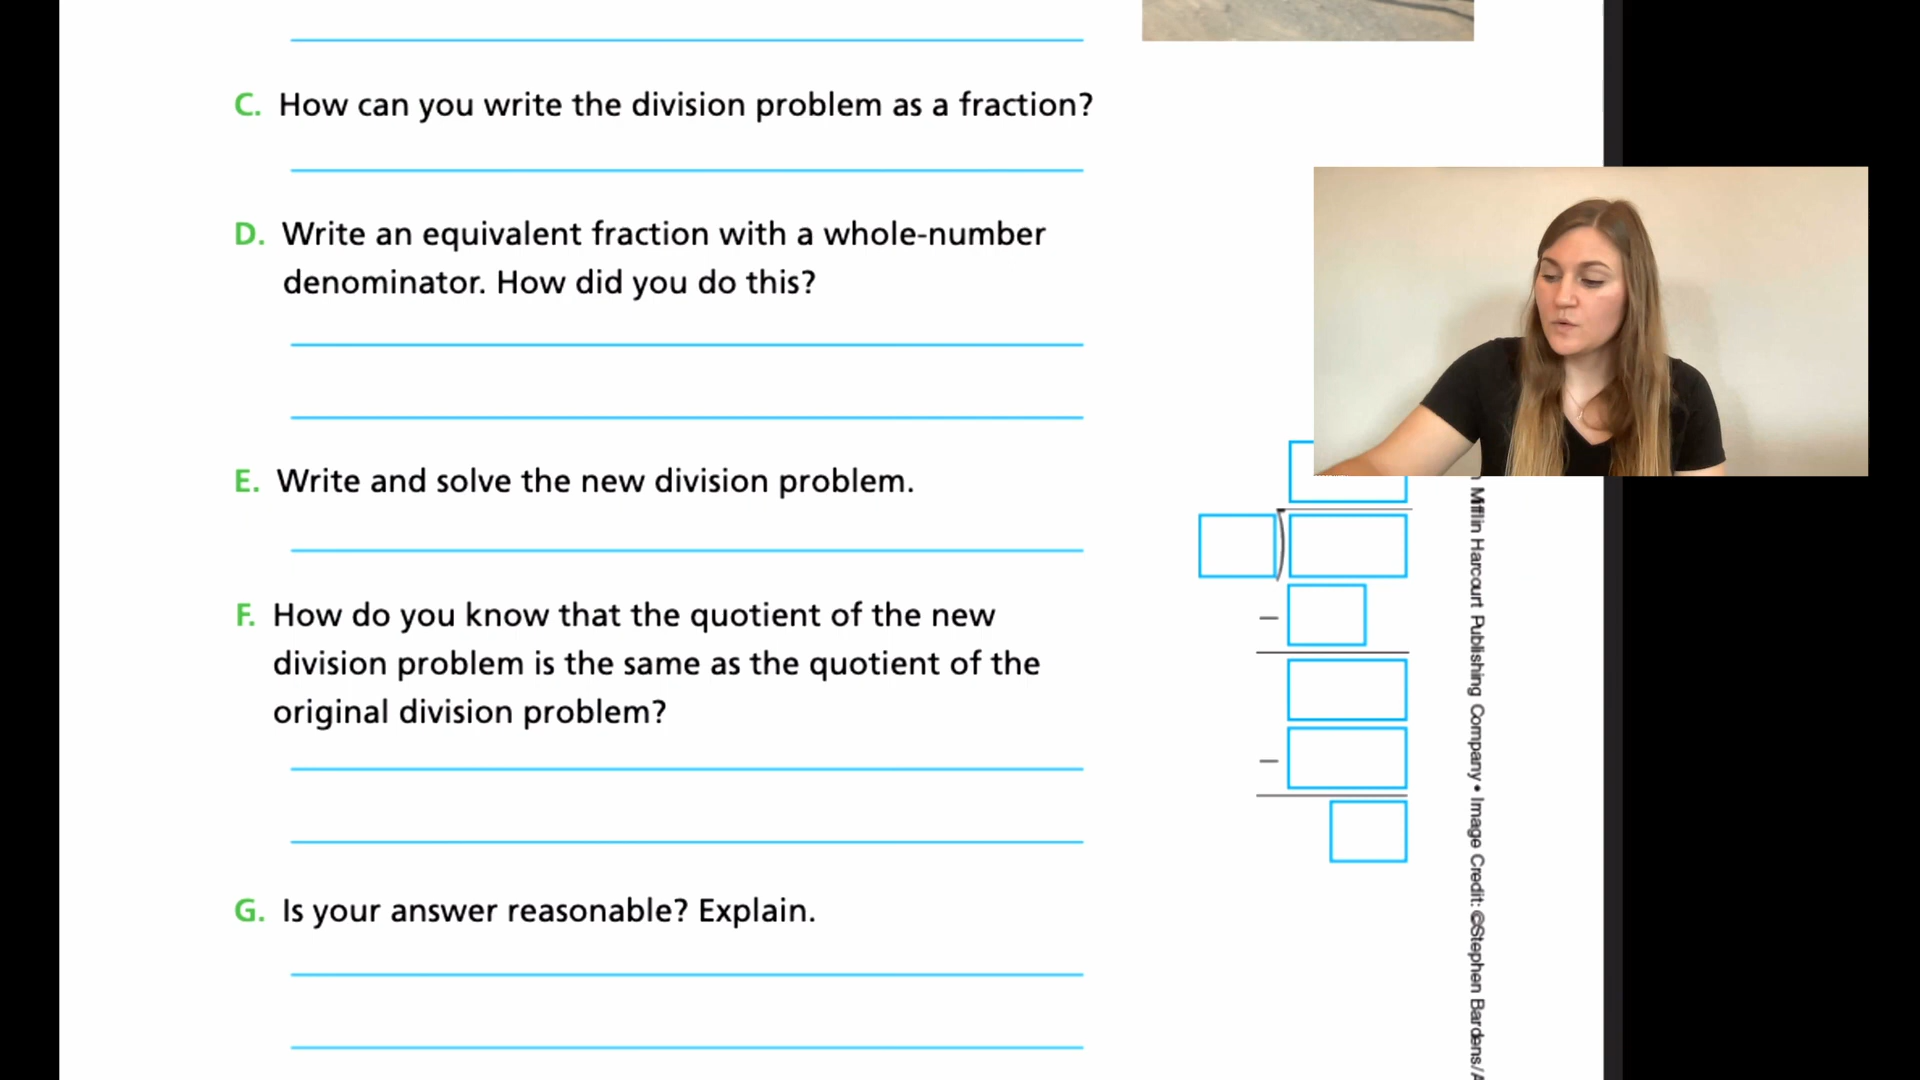 C. How can you write the division problem as a fraction?
D. Write an equivalent fraction with a whole-number
denominator. How did you do this?
E. Write and solve the new division problem.
F. How do you know that the quotient of the new
division problem is the same as the quotient of the
original division problem?
G. Is your answer reasonable? Explain.
Mifflin Harcourt Publishing Company • Image Credit: ©Stephen Bardens/